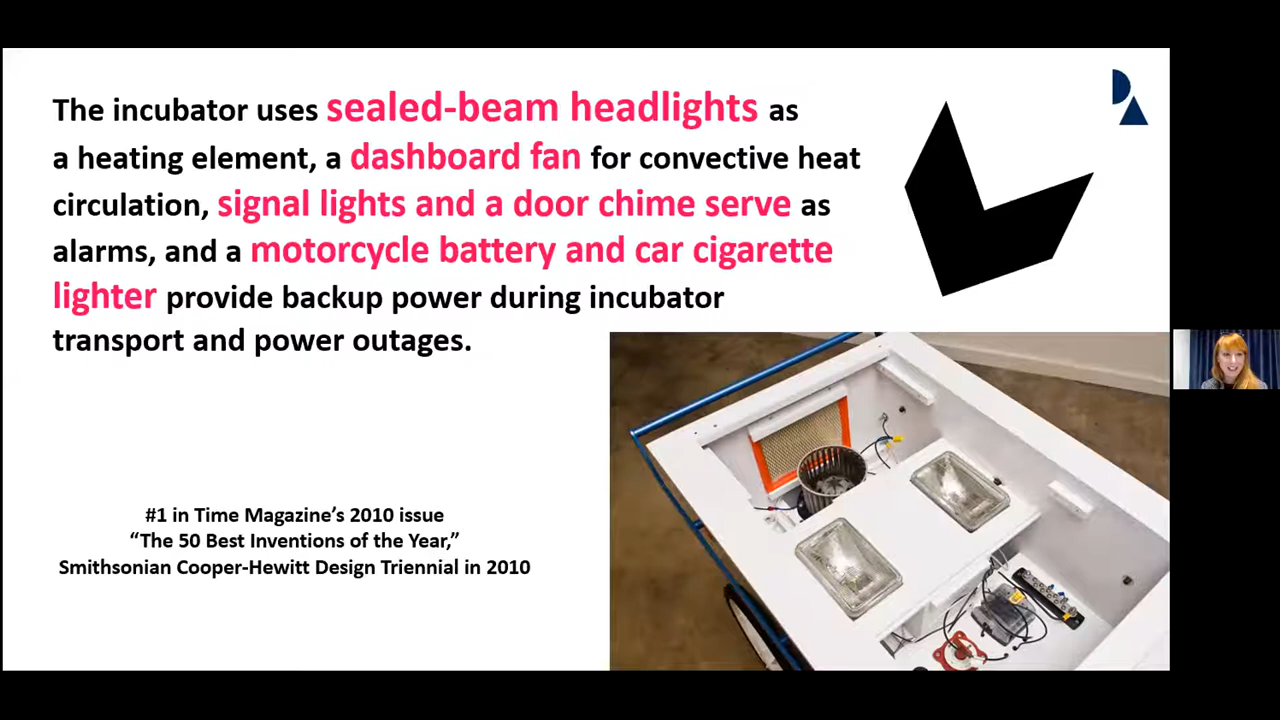 The incubator uses sealed-beam headlights as
a heating element, a dashboard fan for convective heat
circulation, signal lights and a door chime serve as
alarms, and a motorcycle battery and car cigarette
lighter provide backup power during incubator
transport and power outages.
#1 in Time Magazine’s 2010 issue
“The 50 Best Inventions of the Year,”
Smithsonian Cooper-Hewitt Design Triennial in 2010